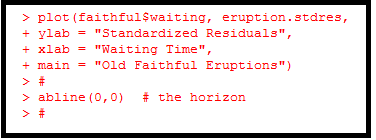 > plot(faithful$waiting, eruption.stdres,
+ ylab = "Standardized Residuals",
+ xlab = "Waiting Time",
+ main = "Old Faithful Eruptions")
> #
> abline(0,0)  # the horizon
> #